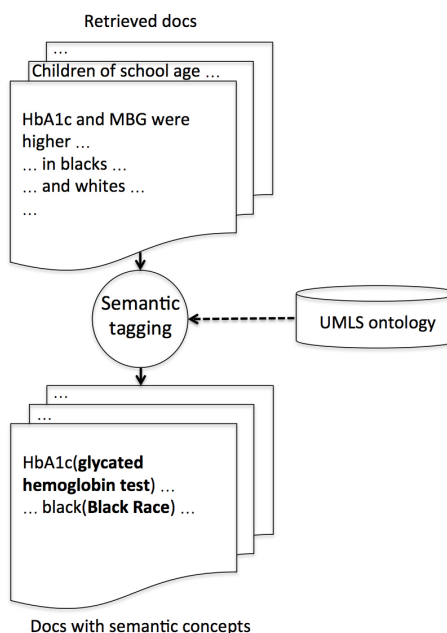 Retrieved docs
...
Children of school age ...
HbA1c and MBG were
higher ...
... in blacks ...
... and whites ...
...
Semantic
tagging
UMLS ontology
...
...
HbA1c(glycated
hemoglobin test) ...
... black(Black Race) ...
Docs with semantic concepts